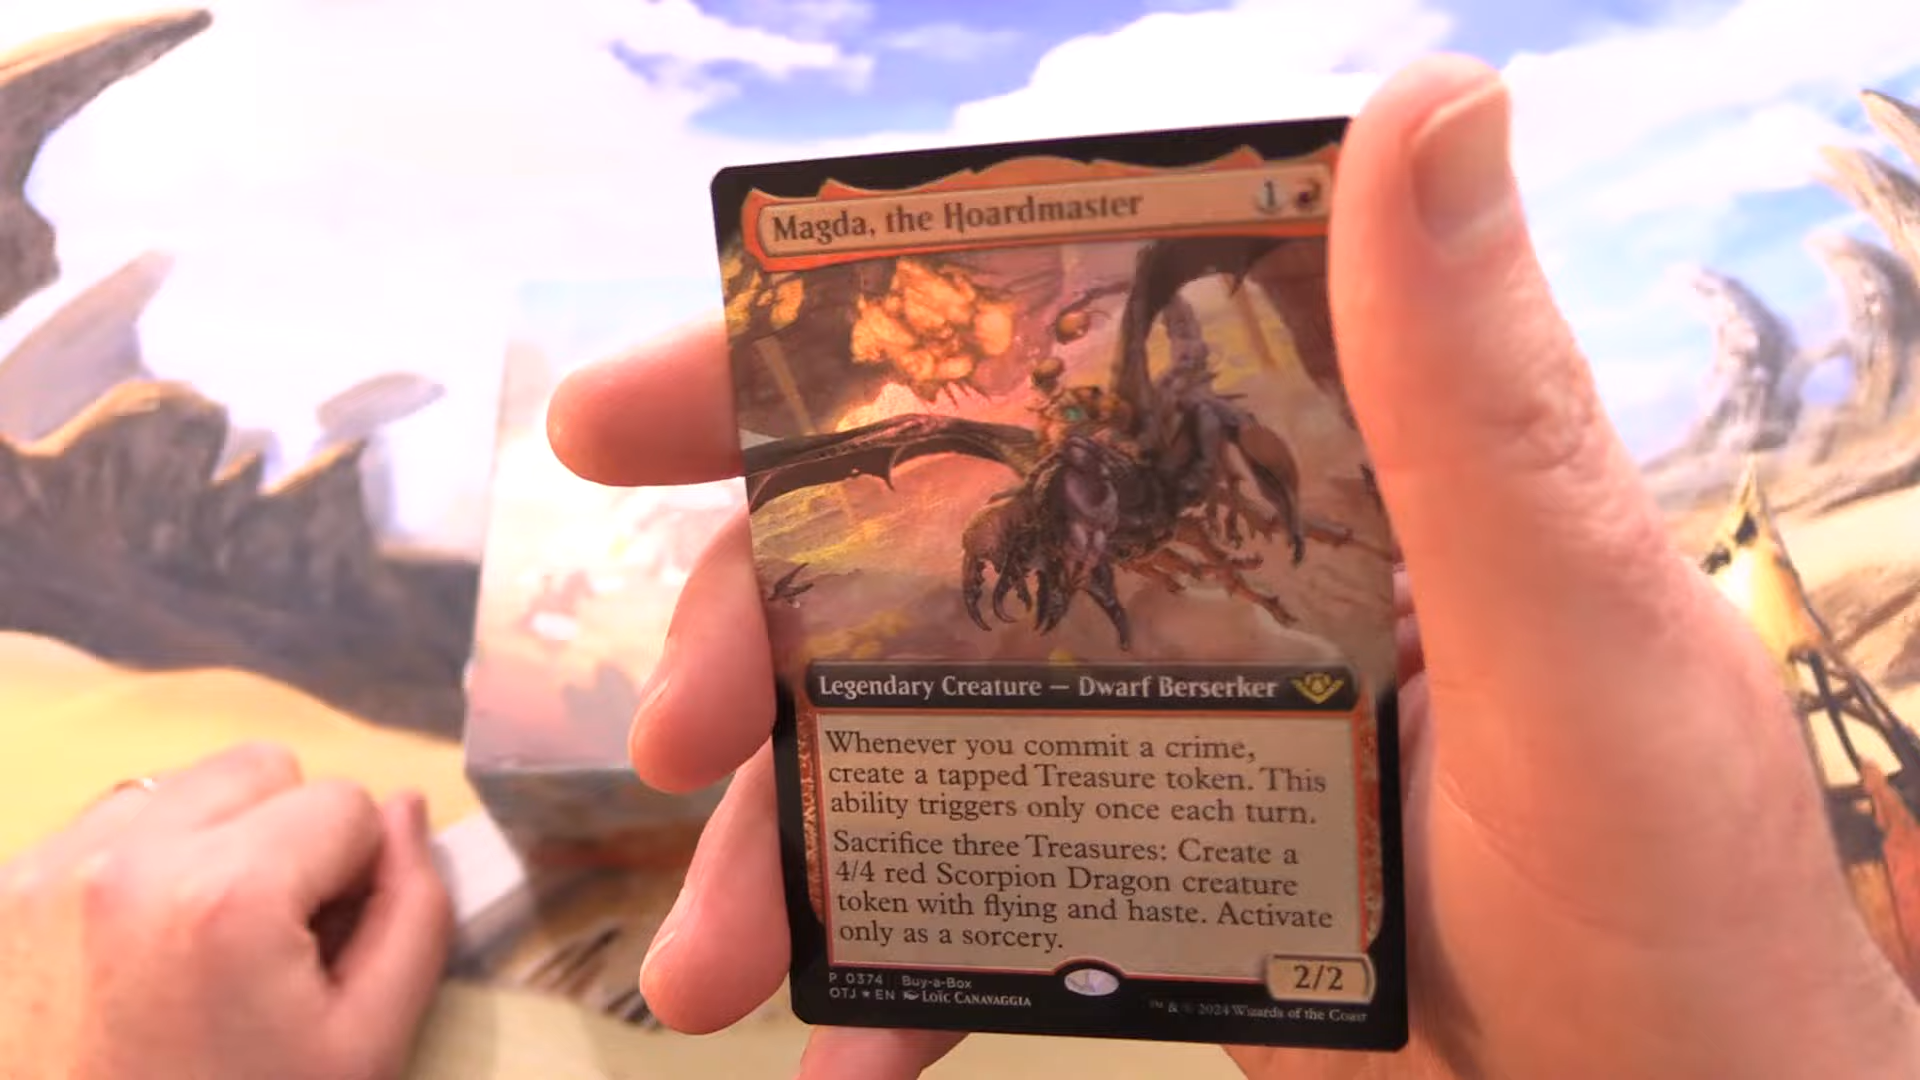 Magda, the Hoardmaster 1
Legendary Creature — Dwarf Berserker
Whenever you commit a crime,
create a tapped Treasure token. This
ability triggers only once each turn.
Sacrifice three Treasures: Create a
4/4 red Scorpion Dragon creature
token with flying and haste. Activate
only as a sorcery.
2/2
P 0374 Buy-a-Box
OTJ ★ EN Loïc Canavaggia
™ & © 2024 Wizards of the Coast